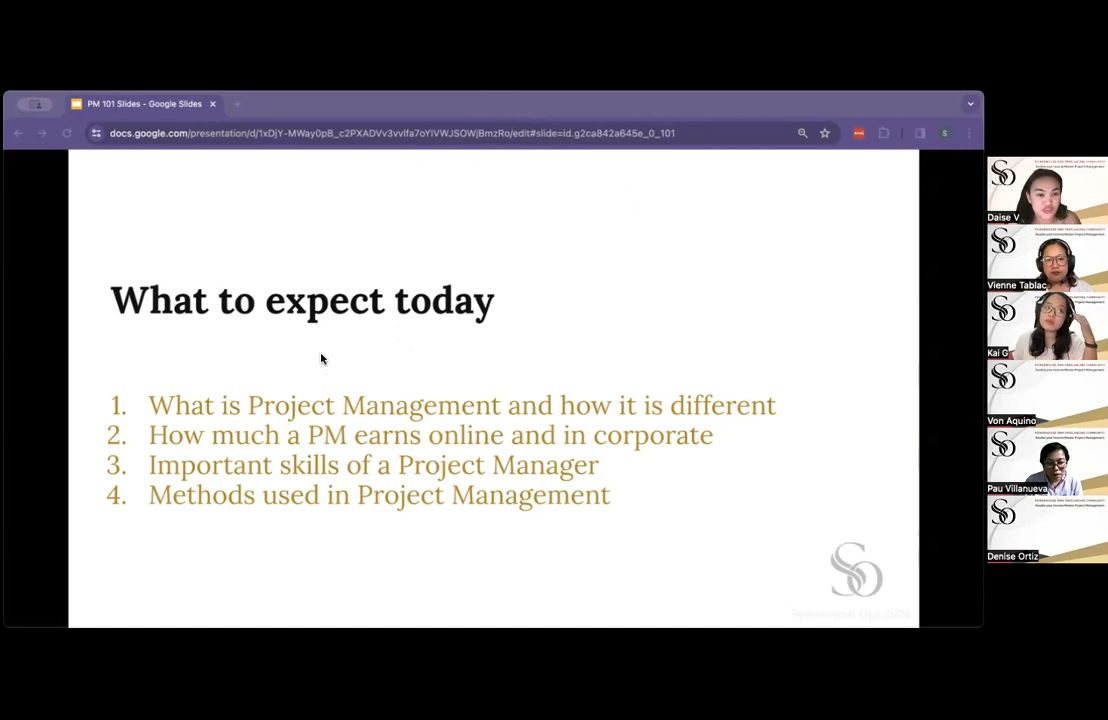 PM 101 Slides - Google Slides
docs.google.com/presentation/d/1xDjY-MWay0pB_c2PXADVv3vvlfa7oYlVWJSOWjBmzRo/edit#slide=id.g2ca842a645e_0_101
S
What to expect today
1. What is Project Management and how it is different
2. How much a PM earns online and in corporate
3. Important skills of a Project Manager
4. Methods used in Project Management
SO
Daise V
Vienne Tablac
Kai G
Von Aquino
Pau Villanueva
Denise Ortiz